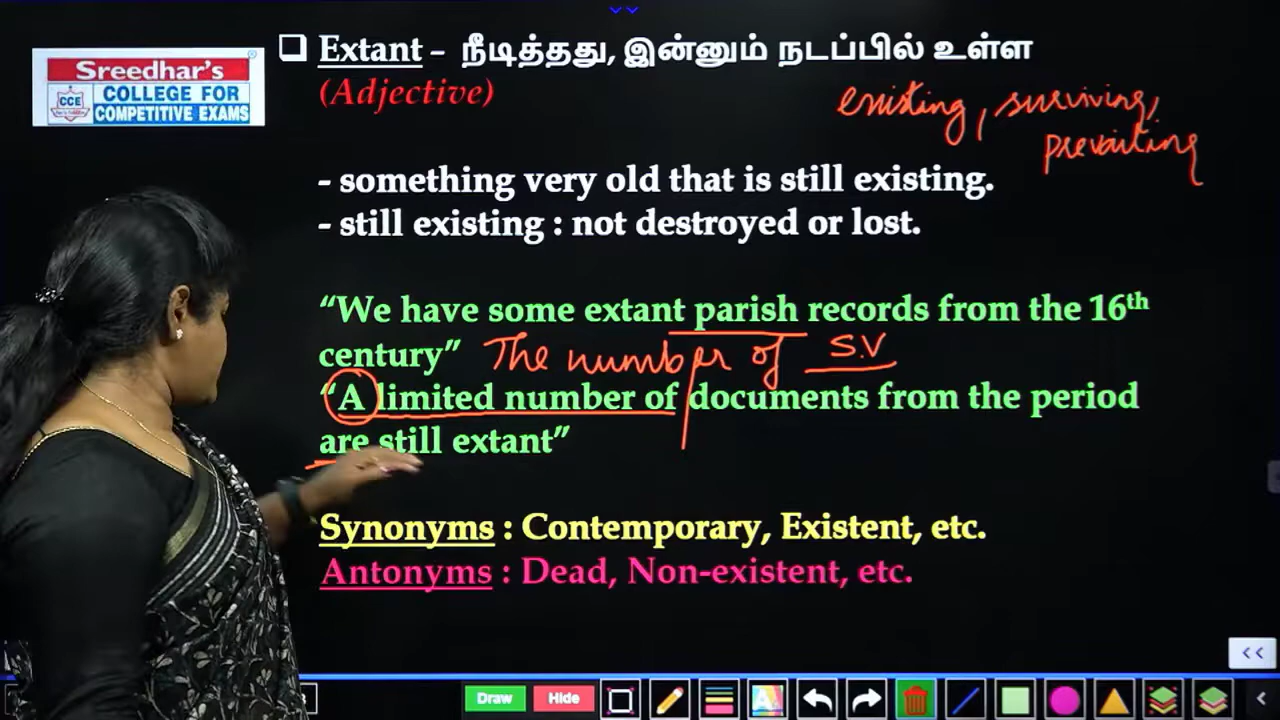 Sreedhar's
CCE
COLLEGE FOR
COMPETITIVE EXAMS
❑ Extant – நீடித்தது, இன்னும் நடப்பில் உள்ள
(Adjective)
existing, surviving,
prevailing
- something very old that is still existing.
- still existing : not destroyed or lost.
“We have some extant parish records from the 16th
century” The number of S.V
“A limited number of documents from the period
are still extant”
Synonyms : Contemporary, Existent, etc.
Antonyms : Dead, Non-existent, etc.
<<
Draw Hide